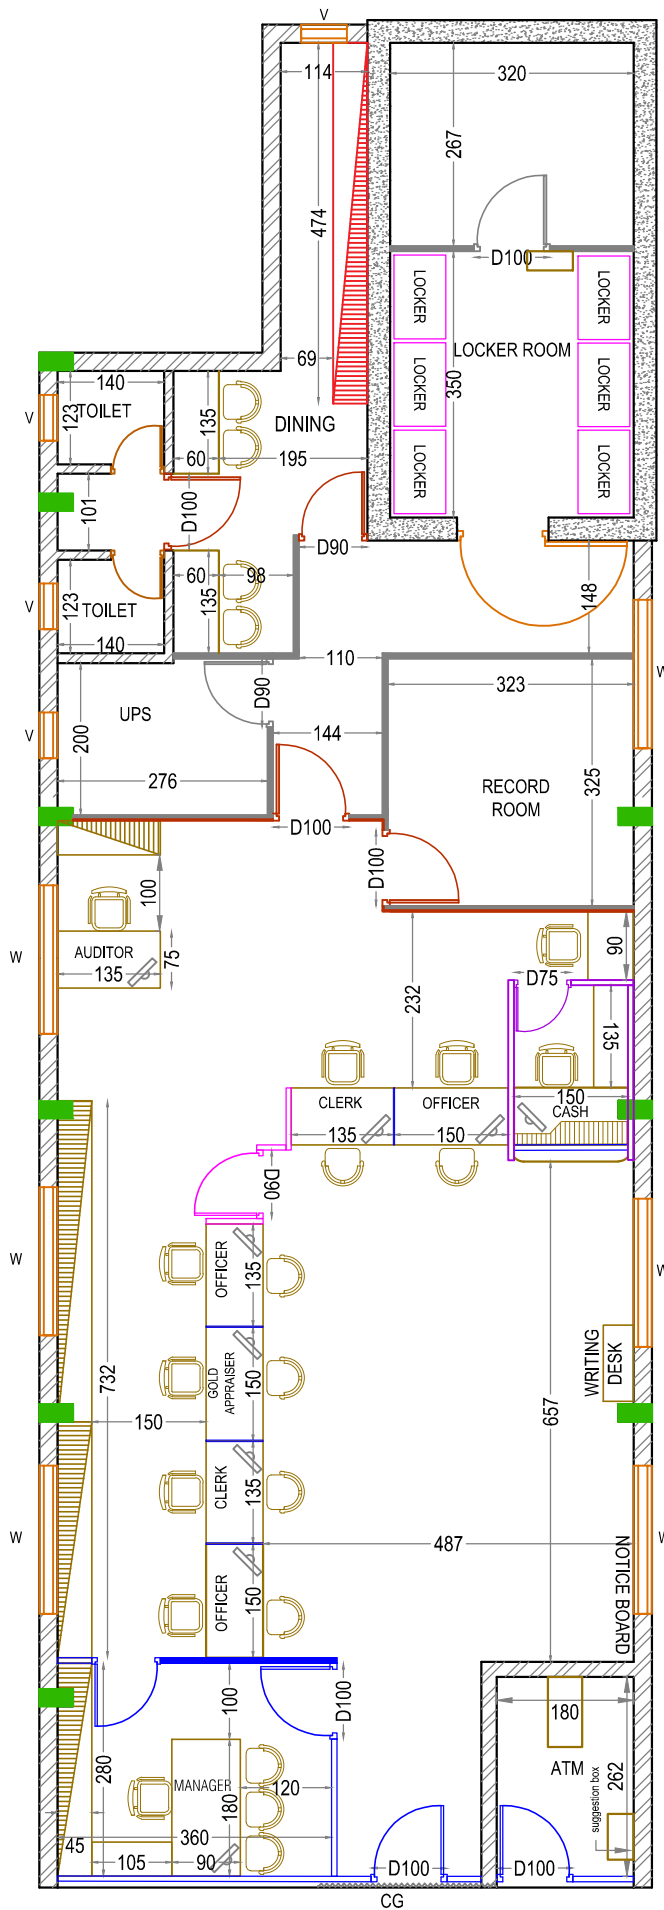 V
114
320
267
474
D100
LOCKER
LOCKER
69
350
LOCKER ROOM
140
TOILET
123
V
135
DINING
LOCKER
LOCKER
60
195
LOCKER
LOCKER
101
D100
D90
60
98
135
148
V
123
TOILET
140
110
W
D90
323
UPS
V
200
144
276
RECORD
ROOM
325
D100
D100
100
AUDITOR
135
75
W
90
D75
232
135
150
CLERK
OFFICER
CASH
135
150
D90
OFFICER
135
W
W
732
GOLD
APPRAISER
150
WRITING
DESK
150
657
CLERK
135
W
W
487
NOTICE BOARD
OFFICER
150
D100
100
280
180
ATM
262
suggestion box
MANAGER
120
180
360
45
105
90
D100
D100
CG